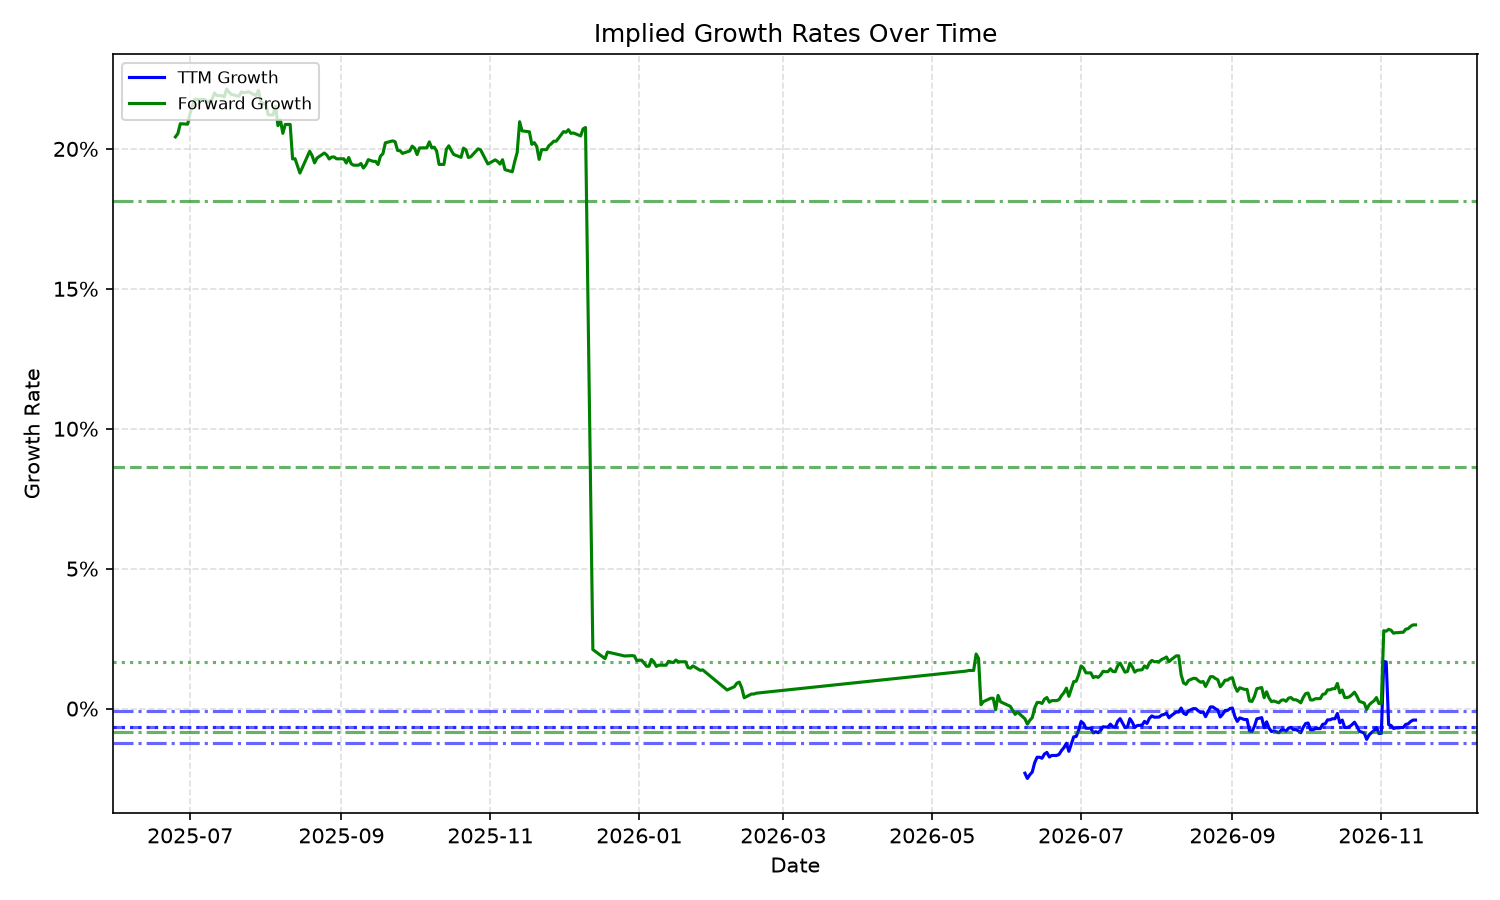 Implied Growth Rates Over Time
TTM Growth
Forward Growth
20%
15%
10%
5%
0%
Growth Rate
2025-07
2025-09
2025-11
2026-01
2026-03
2026-05
2026-07
2026-09
2026-11
Date